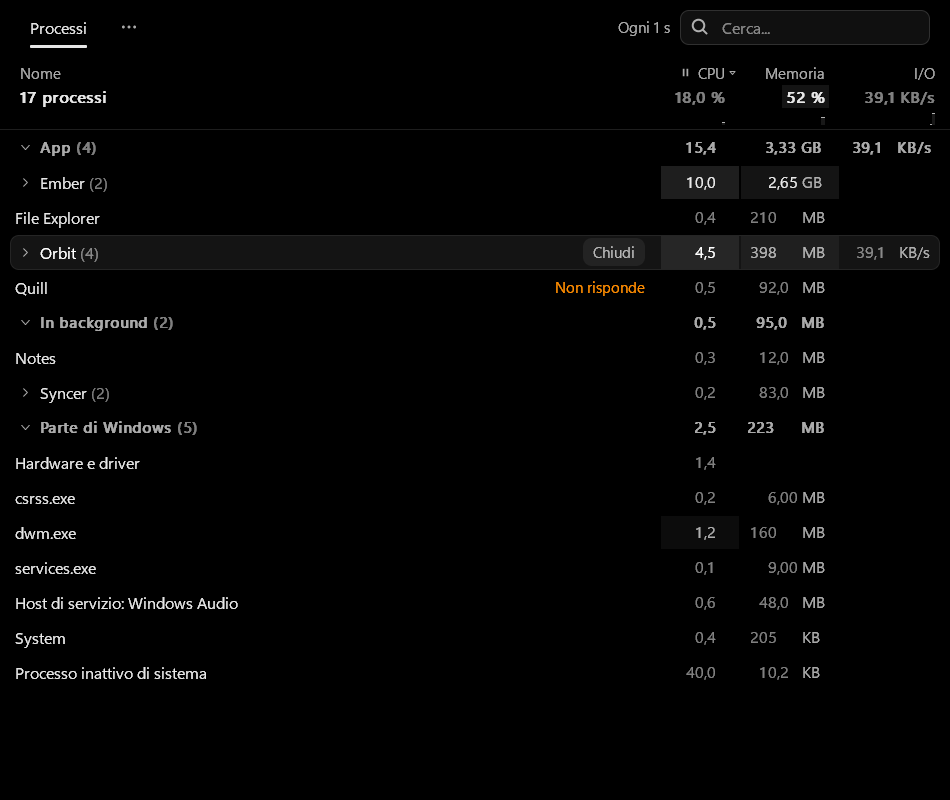 Processi ··· Ogni 1 s Cerca...
Nome CPU Memoria I/O
17 processi 18,0 % 52 % 39,1 KB/s
App (4) 15,4 3,33 GB 39,1 KB/s
Ember (2) 10,0 2,65 GB
File Explorer 0,4 210 MB
Orbit (4) Chiudi 4,5 398 MB 39,1 KB/s
Quill Non risponde 0,5 92,0 MB
In background (2) 0,5 95,0 MB
Notes 0,3 12,0 MB
Syncer (2) 0,2 83,0 MB
Parte di Windows (5) 2,5 223 MB
Hardware e driver 1,4
csrss.exe 0,2 6,00 MB
dwm.exe 1,2 160 MB
services.exe 0,1 9,00 MB
Host di servizio: Windows Audio 0,6 48,0 MB
System 0,4 205 KB
Processo inattivo di sistema 40,0 10,2 KB